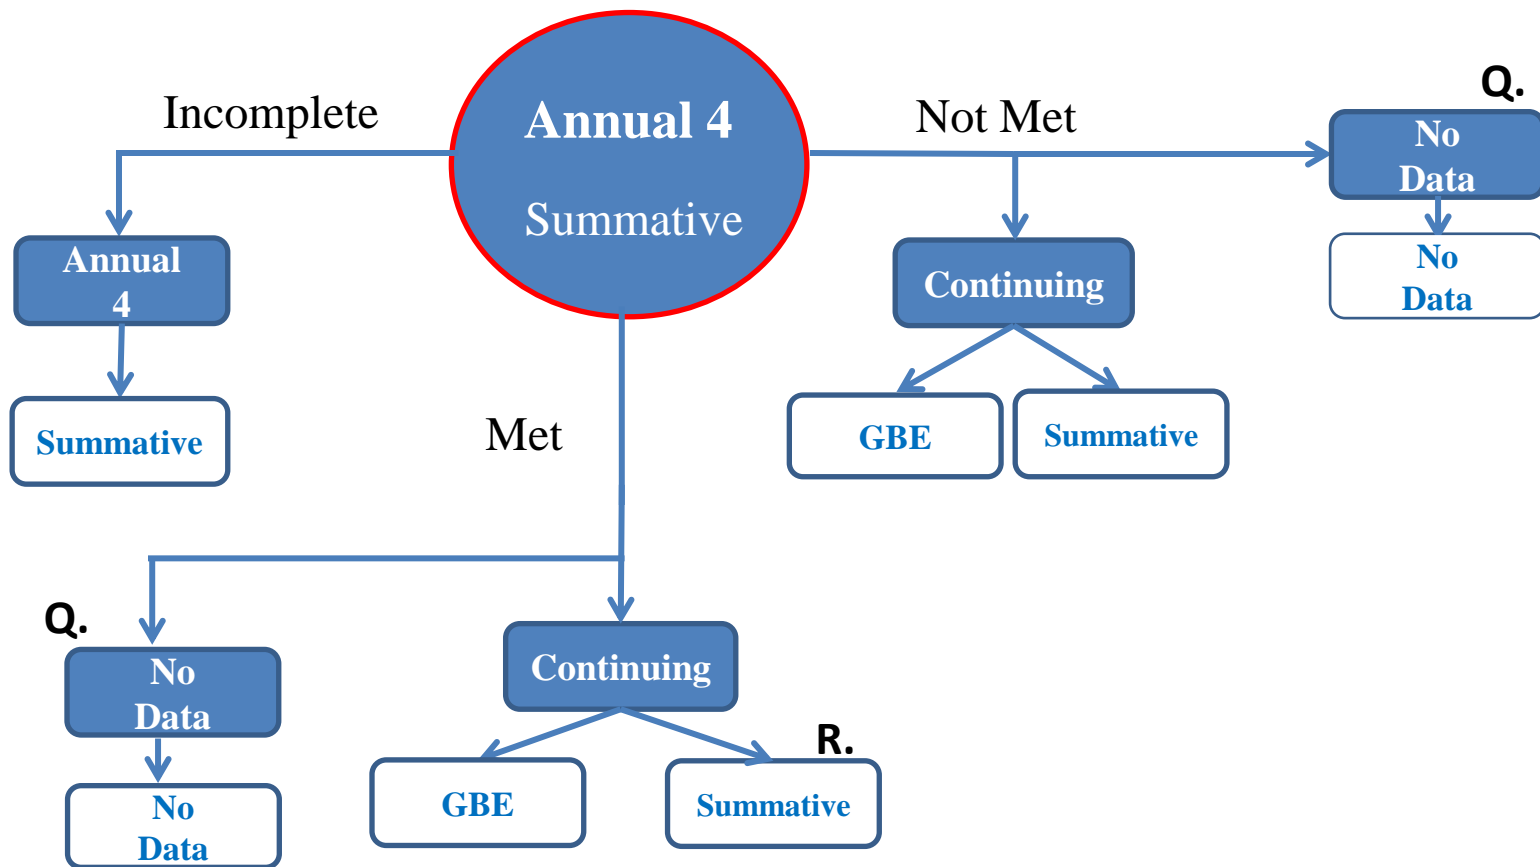 Incomplete
Annual 4
Summative
Not Met
Q.
No
Data
No
Data
Annual
4
Summative
Continuing
GBE
Summative
Met
Q.
No
Data
No
Data
Continuing
GBE
R.
Summative